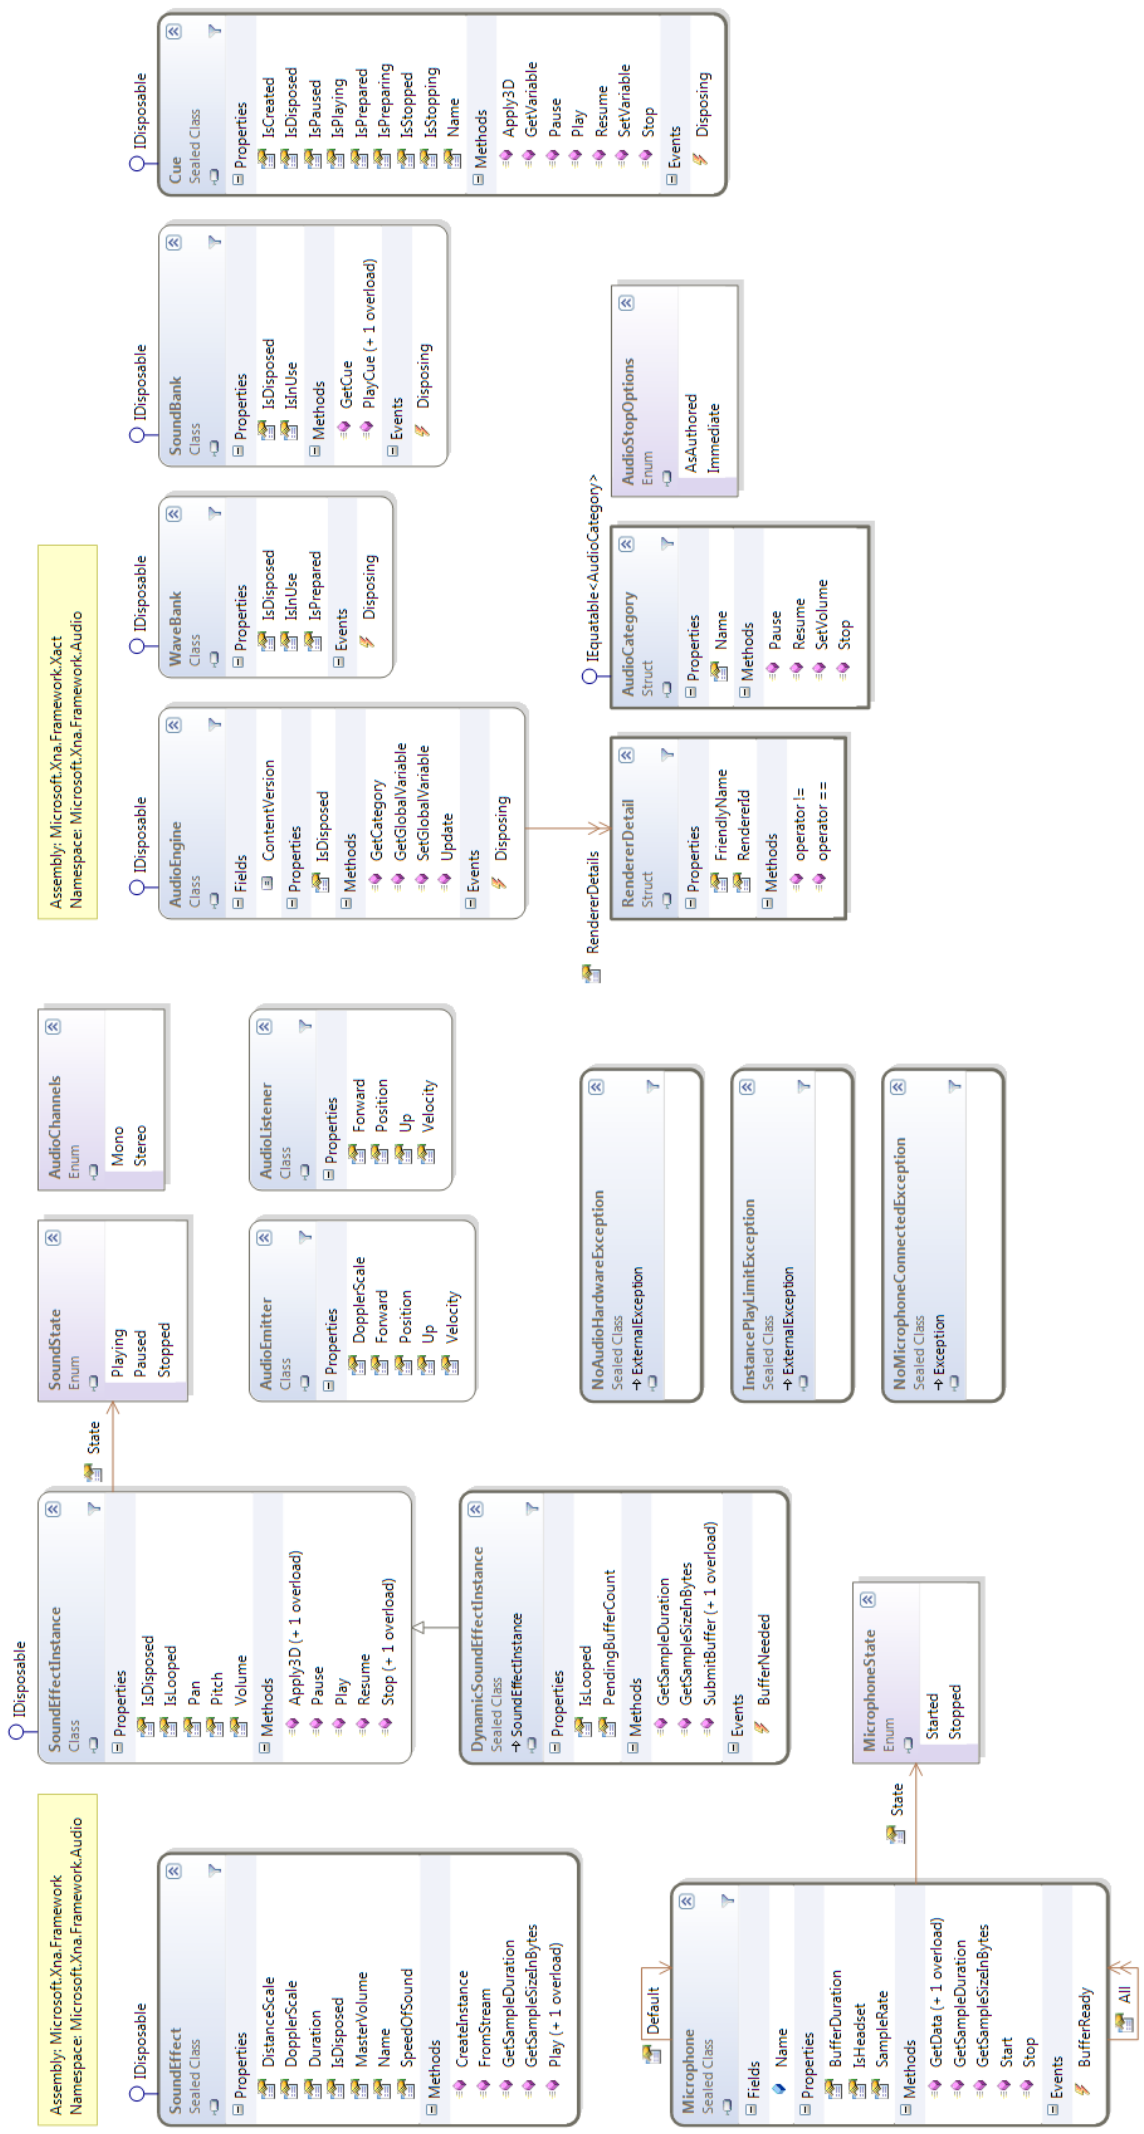 Assembly: Microsoft.Xna.Framework
Namespace: Microsoft.Xna.Framework.Audio
IDisposable
SoundEffect
Sealed Class
Properties
DistanceScale
DopplerScale
Duration
IsDisposed
MasterVolume
Name
SpeedOfSound
Methods
CreateInstance
FromStream
GetSampleDuration
GetSampleSizeInBytes
Play (+ 1 overload)
Default
Microphone
Sealed Class
Fields
Name
Properties
BufferDuration
IsHeadset
SampleRate
Methods
GetData (+ 1 overload)
GetSampleDuration
GetSampleSizeInBytes
Start
Stop
Events
BufferReady
All
State
MicrophoneState
Enum
Started
Stopped
IDisposable
SoundEffectInstance
Class
Properties
IsDisposed
IsLooped
Pan
Pitch
Volume
Methods
Apply3D (+ 1 overload)
Pause
Play
Resume
Stop (+ 1 overload)
DynamicSoundEffectInstance
Sealed Class
SoundEffectInstance
Properties
IsLooped
PendingBufferCount
Methods
GetSampleDuration
GetSampleSizeInBytes
SubmitBuffer (+ 1 overload)
Events
BufferNeeded
State
SoundState
Enum
Playing
Paused
Stopped
AudioChannels
Enum
Mono
Stereo
AudioEmitter
Class
Properties
DopplerScale
Forward
Position
Up
Velocity
AudioListener
Class
Properties
Forward
Position
Up
Velocity
NoAudioHardwareException
Sealed Class
ExternalException
InstancePlayLimitException
Sealed Class
ExternalException
NoMicrophoneConnectedException
Sealed Class
Exception
Assembly: Microsoft.Xna.Framework.Xact
Namespace: Microsoft.Xna.Framework.Audio
IDisposable
AudioEngine
Class
Fields
ContentVersion
Properties
IsDisposed
Methods
GetCategory
GetGlobalVariable
SetGlobalVariable
Update
Events
Disposing
RendererDetails
RendererDetail
Struct
Properties
FriendlyName
RendererId
Methods
operator !=
operator ==
IDisposable
WaveBank
Class
Properties
IsDisposed
IsInUse
IsPrepared
Events
Disposing
IEquatable<AudioCategory>
AudioCategory
Struct
Properties
Name
Methods
Pause
Resume
SetVolume
Stop
IDisposable
SoundBank
Class
Properties
IsDisposed
IsInUse
Methods
GetCue
PlayCue (+ 1 overload)
Events
Disposing
AudioStopOptions
Enum
AsAuthored
Immediate
IDisposable
Cue
Sealed Class
Properties
IsCreated
IsDisposed
IsPaused
IsPlaying
IsPrepared
IsPreparing
IsStopped
IsStopping
Name
Methods
Apply3D
GetVariable
Pause
Play
Resume
SetVariable
Stop
Events
Disposing